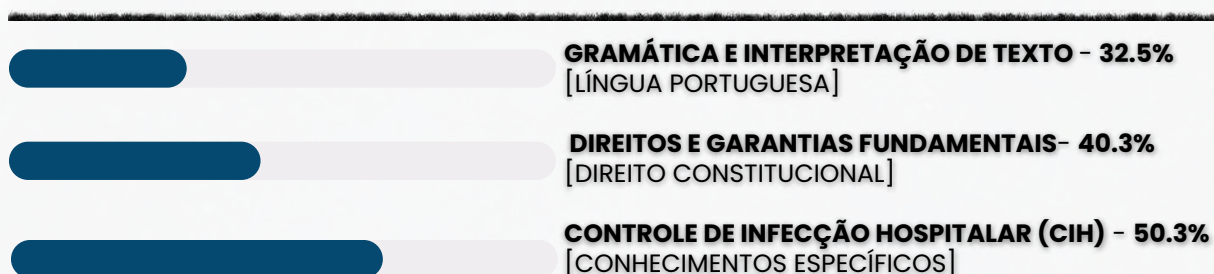 GRAMÁTICA E INTERPRETAÇÃO DE TEXTO - 32.5%
[LÍNGUA PORTUGUESA]
DIREITOS E GARANTIAS FUNDAMENTAIS- 40.3%
[DIREITO CONSTITUCIONAL]
CONTROLE DE INFECÇÃO HOSPITALAR (CIH) - 50.3%
[CONHECIMENTOS ESPECÍFICOS]